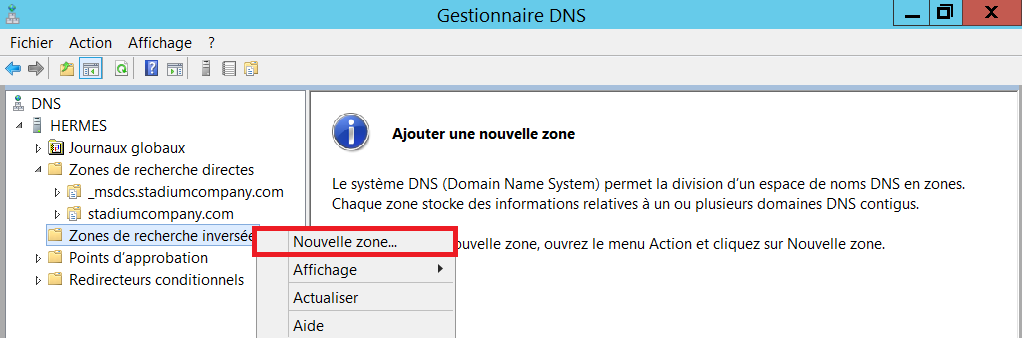 Gestionnaire DNS
Fichier Action Affichage ?
DNS
HERMES
Journaux globaux
Zones de recherche directes
_msdcs.stadiumcompany.com
stadiumcompany.com
Zones de recherche inversée
Points d'approbation
Redirecteurs conditionnels
Nouvelle zone...
Affichage
Actualiser
Aide
Ajouter une nouvelle zone
Le système DNS (Domain Name System) permet la division d'un espace de noms DNS en zones.
Chaque zone stocke des informations relatives à un ou plusieurs domaines DNS contigus.
ouvelle zone, ouvrez le menu Action et cliquez sur Nouvelle zone.